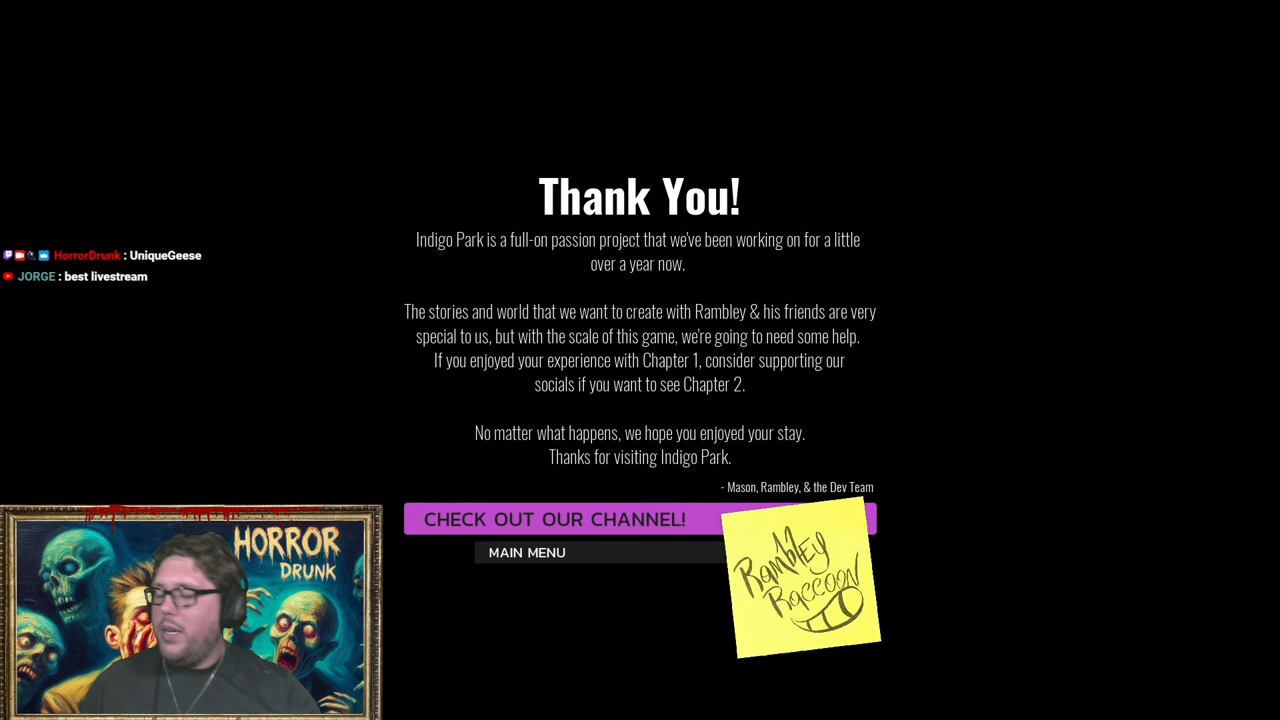 Thank You!
Indigo Park is a full-on passion project that we've been working on for a little
over a year now.
The stories and world that we want to create with Rambley & his friends are very
special to us, but with the scale of this game, we're going to need some help.
If you enjoyed your experience with Chapter 1, consider supporting our
socials if you want to see Chapter 2.
No matter what happens, we hope you enjoyed your stay.
Thanks for visiting Indigo Park.
- Mason, Rambley, & the Dev Team
CHECK OUT OUR CHANNEL!
MAIN MENU
Rambley
Raccoon
HorrorDrunk : UniqueGeese
JORGE : best livestream
HORROR
DRUNK